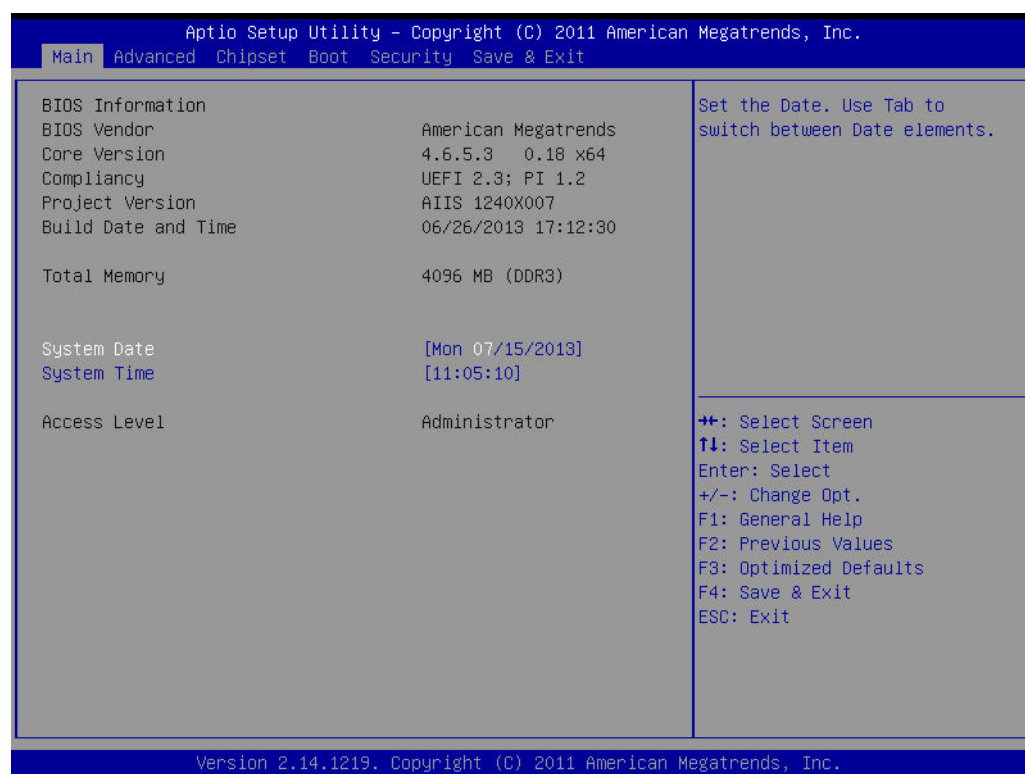 Aptio Setup Utility – Copyright (C) 2011 American Megatrends, Inc.
Main Advanced Chipset Boot Security Save & Exit
BIOS Information
BIOS Vendor American Megatrends
Core Version 4.6.5.3 0.18 x64
Compliancy UEFI 2.3; PI 1.2
Project Version AIIS 1240X007
Build Date and Time 06/26/2013 17:12:30
Total Memory 4096 MB (DDR3)
System Date [Mon 07/15/2013]
System Time [11:05:10]
Access Level Administrator
Set the Date. Use Tab to
switch between Date elements.
→←: Select Screen
↑↓: Select Item
Enter: Select
+/-: Change Opt.
F1: General Help
F2: Previous Values
F3: Optimized Defaults
F4: Save & Exit
ESC: Exit
Version 2.14.1219. Copyright (C) 2011 American Megatrends, Inc.